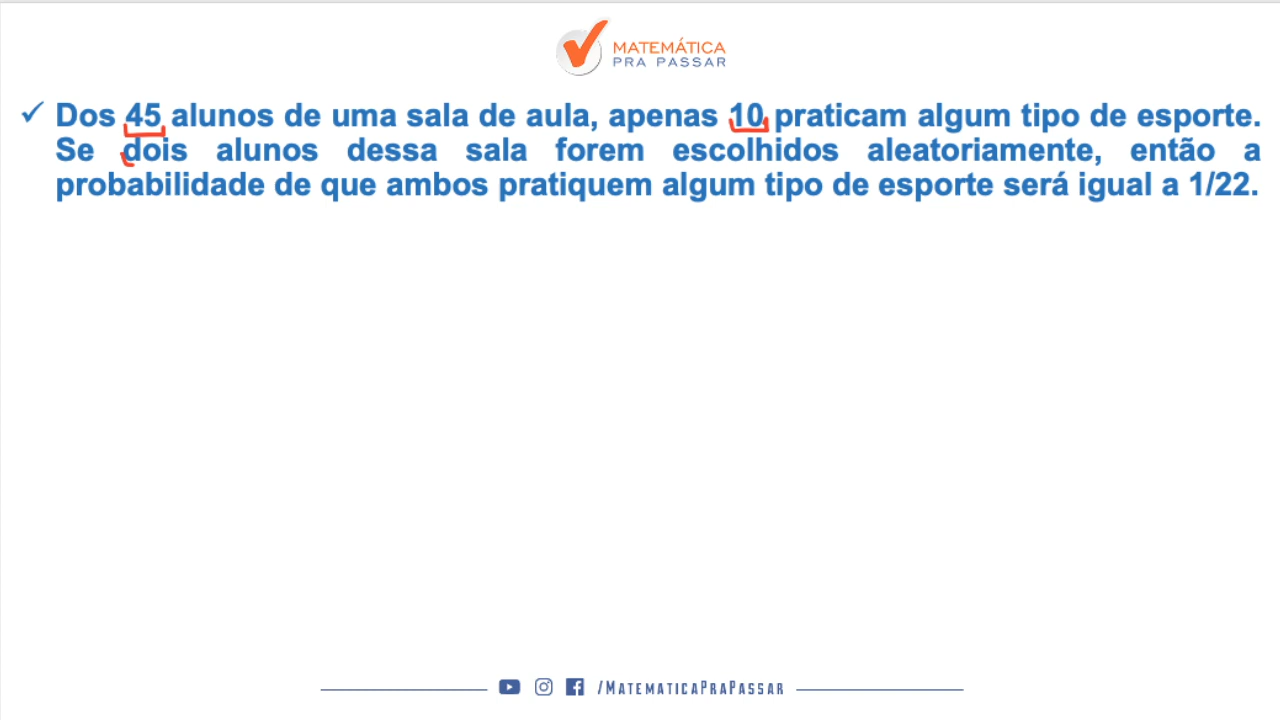 MATEMÁTICA
PRA PASSAR
✓ Dos 45 alunos de uma sala de aula, apenas 10 praticam algum tipo de esporte.
Se dois alunos dessa sala forem escolhidos aleatoriamente, então a
probabilidade de que ambos pratiquem algum tipo de esporte será igual a 1/22.
/MATEMATICAPRAPASSAR